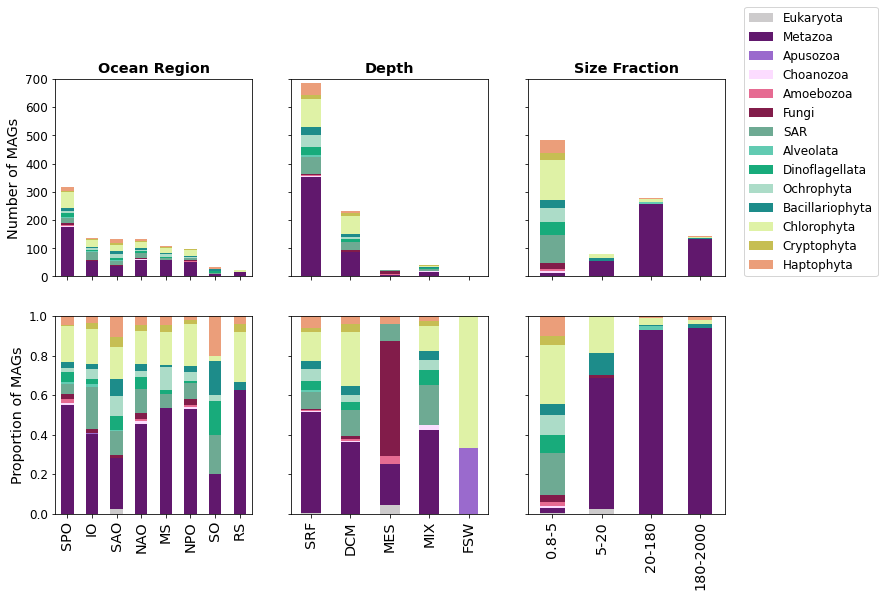 Eukaryota
Metazoa
Apusozoa
Choanozoa
Amoebozoa
Fungi
SAR
Alveolata
Dinoflagellata
Ochrophyta
Bacillariophyta
Chlorophyta
Cryptophyta
Haptophyta
Ocean Region
Depth
Size Fraction
Number of MAGs
700
600
500
400
300
200
100
0
Proportion of MAGs
1.0
0.8
0.6
0.4
0.2
0.0
SPO
IO
SAO
NAO
MS
NPO
SO
RS
SRF
DCM
MES
MIX
FSW
0.8-5
5-20
20-180
180-2000